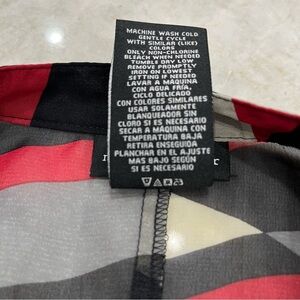 MACHINE WASH COLD
GENTLE CYCLE
WITH SIMILAR (LIKE)
COLORS
ONLY NON-CHLORINE
BLEACH WHEN NEEDED
TUMBLE DRY LOW
REMOVE PROMPTLY
IRON ON LOWEST
SETTING IF NEEDED
LAVAR A MÁQUINA
CON AGUA FRÍA,
CICLO DELICADO
CON COLORES SIMILARES
USAR SOLAMENTE
BLANQUEADOR SIN
CLORO SI ES NECESARIO
SECAR A MÁQUINA CON
TEMPERATURA BAJA
RETIRA ENSEGUIDA
PLANCHAR EN EL AJUSTE
MAS BAJO SEGÚN
SI ES NECESARIO